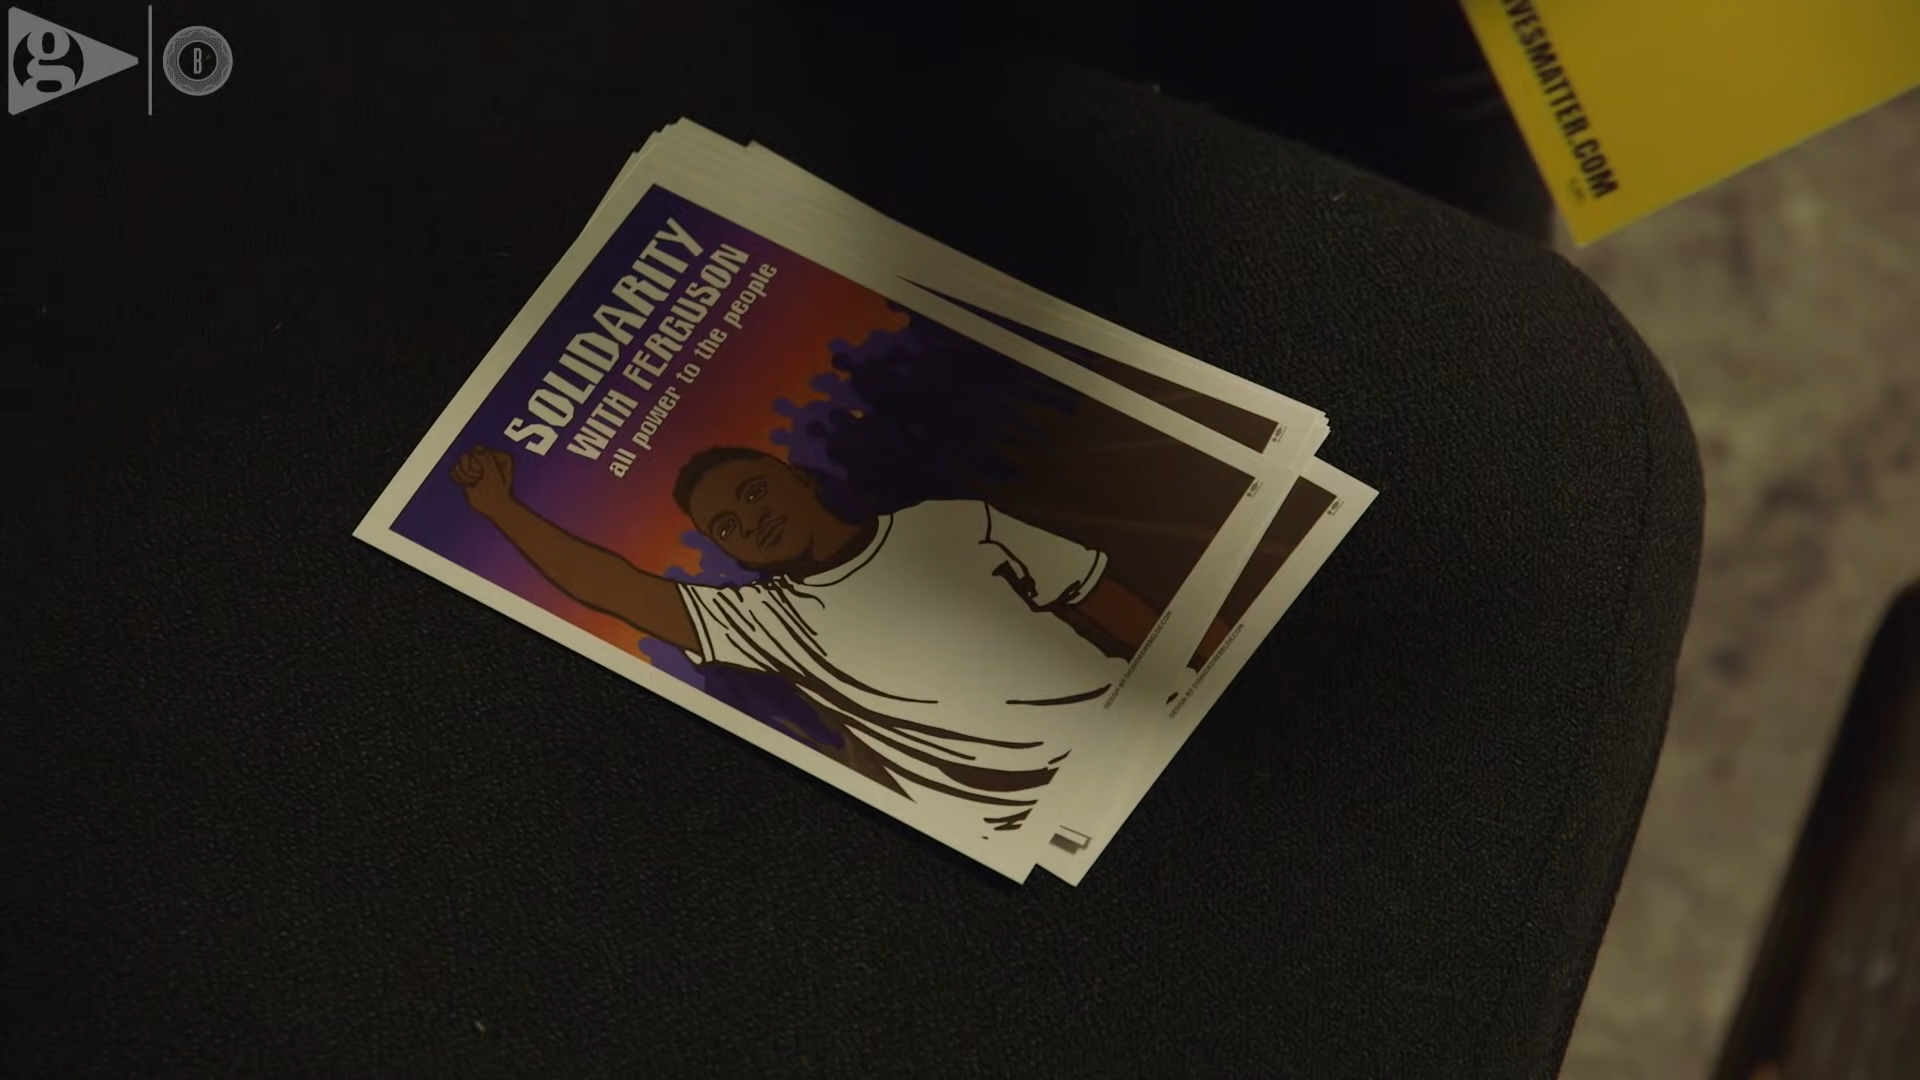 g
B
SOLIDARITY
WITH FERGUSON
all power to the people
VESMATTER.COM